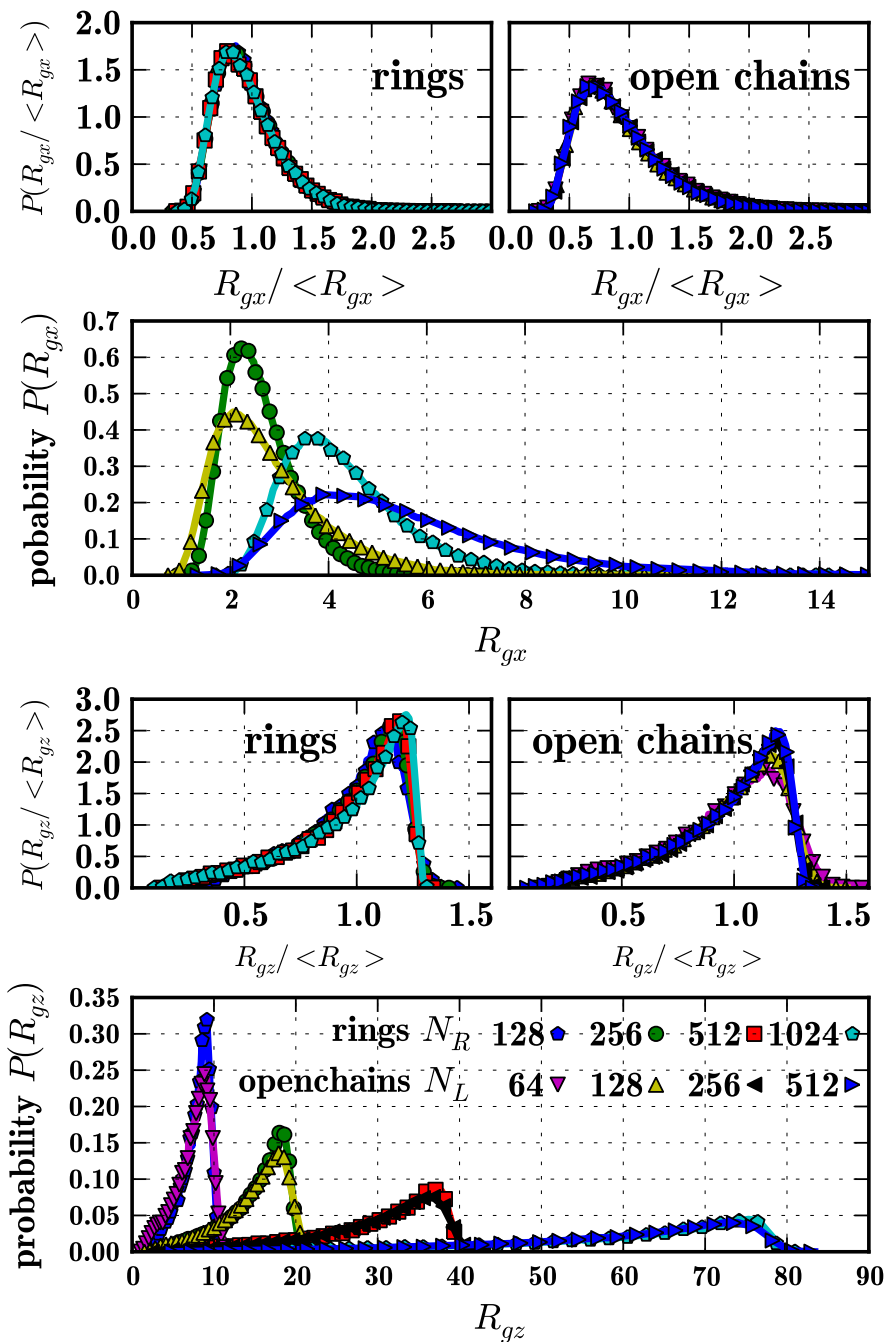 2.0
1.5
1.0
0.5
0.0
P(R_gx/ <R_gx>)
rings
open chains
0.0 0.5 1.0 1.5 2.0 2.5
0.0 0.5 1.0 1.5 2.0 2.5
R_gx/ <R_gx>
R_gx/ <R_gx>
0.7
0.6
0.5
0.4
0.3
0.2
0.1
0.0
pobability P(R_gx)
0 2 4 6 8 10 12 14
R_gx
3.0
2.5
2.0
1.5
1.0
0.5
0.0
P(R_gz/ <R_gz>)
rings
open chains
0.5 1.0 1.5
0.5 1.0 1.5
R_gz/ <R_gz>
R_gz/ <R_gz>
0.35
0.30
0.25
0.20
0.15
0.10
0.05
0.00
probability P(R_gz)
rings N_R 128 256 512 1024
openchains N_L 64 128 256 512
0 10 20 30 40 50 60 70 80 90
R_gz